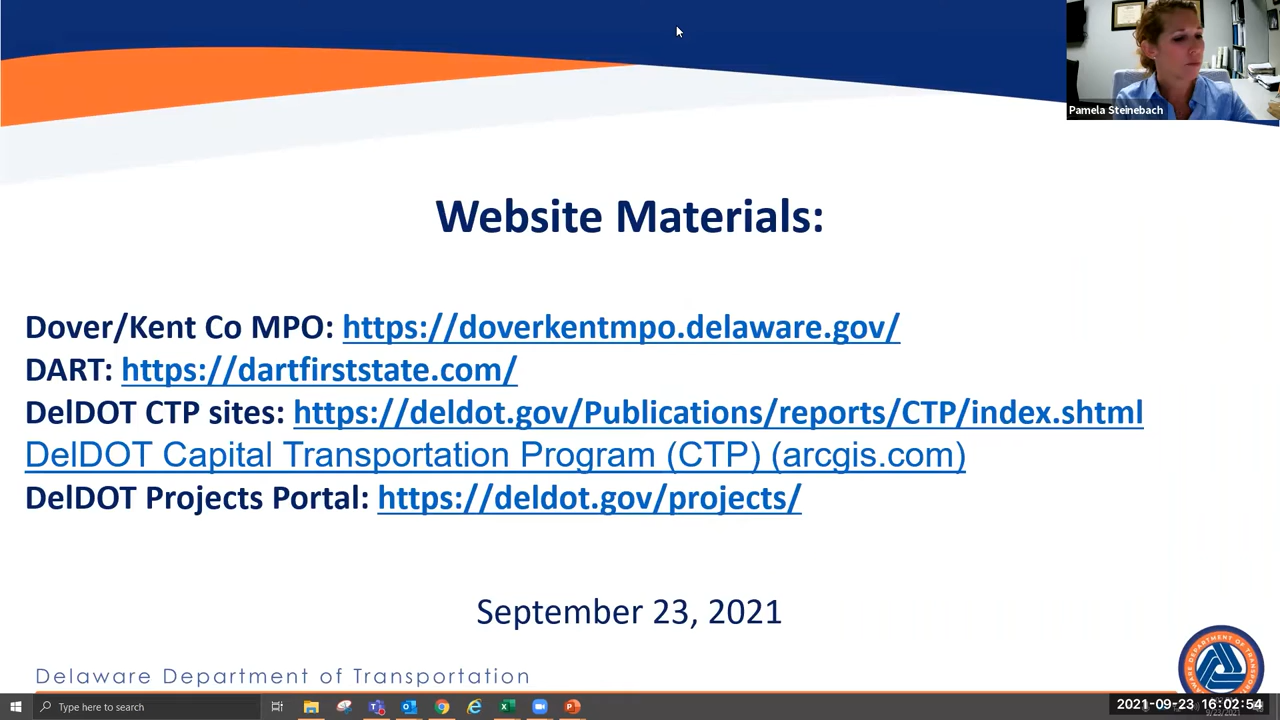 Pamela Steinebach
Website Materials:
Dover/Kent Co MPO: https://doverkentmpo.delaware.gov/
DART: https://dartfirststate.com/
DelDOT CTP sites: https://deldot.gov/Publications/reports/CTP/index.shtml
DelDOT Capital Transportation Program (CTP) (arcgis.com)
DelDOT Projects Portal: https://deldot.gov/projects/
September 23, 2021
Delaware Department of Transportation
Type here to search
2021-09-23 16:02:54